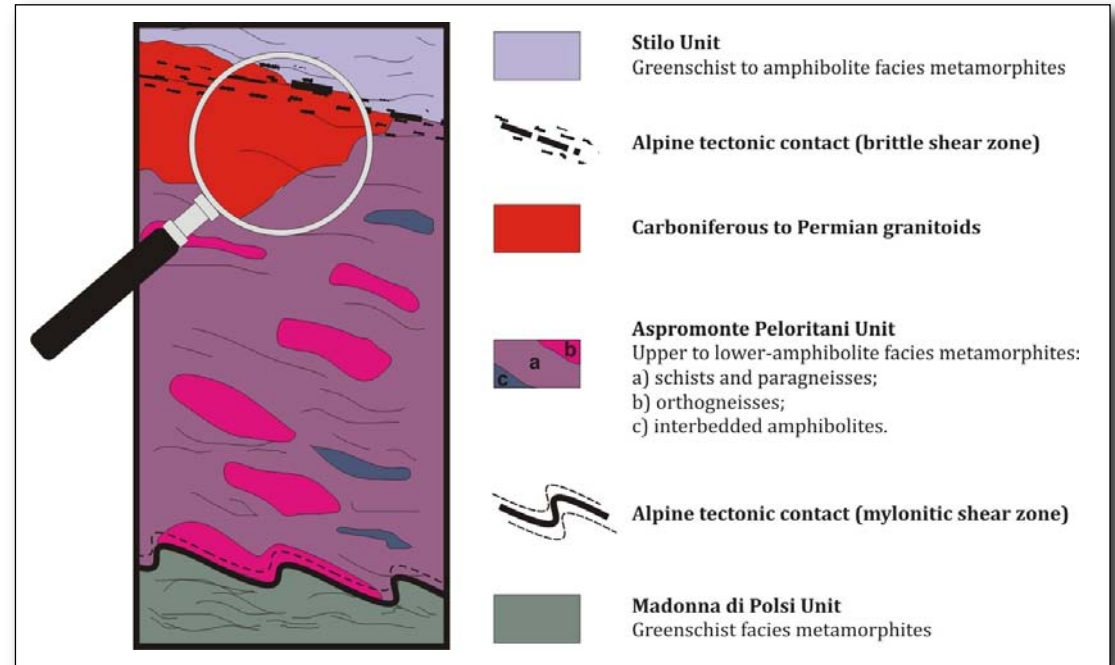 Stilo Unit
Greenschist to amphibolite facies metamorphites
Alpine tectonic contact (brittle shear zone)
Carboniferous to Permian granitoids
Aspromonte Peloritani Unit
Upper to lower-amphibolite facies metamorphites:
a) schists and paragneisses;
b) orthogneisses;
c) interbedded amphibolites.
a
b
c
Alpine tectonic contact (mylonitic shear zone)
Madonna di Polsi Unit
Greenschist facies metamorphites